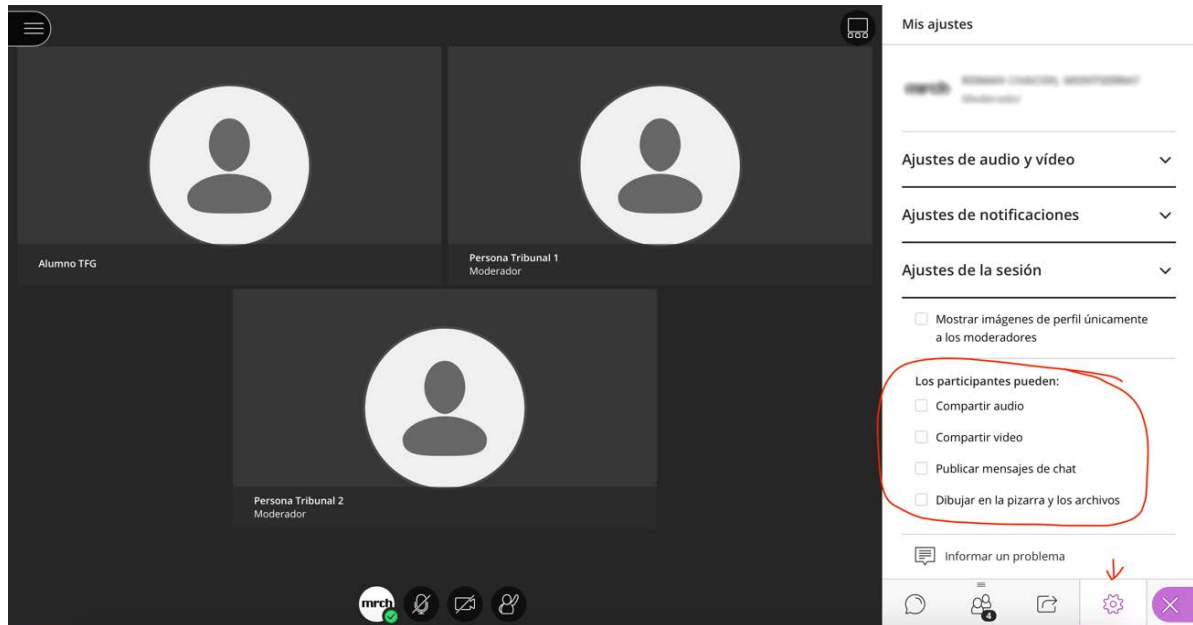 Mis ajustes
Ajustes de audio y vídeo
Ajustes de notificaciones
Ajustes de la sesión
Mostrar imágenes de perfil únicamente
a los moderadores
Los participantes pueden:
Compartir audio
Compartir video
Publicar mensajes de chat
Dibujar en la pizarra y los archivos
Informar un problema
4
Alumno TFG
Persona Tribunal 1
Moderador
Persona Tribunal 2
Moderador
mrch